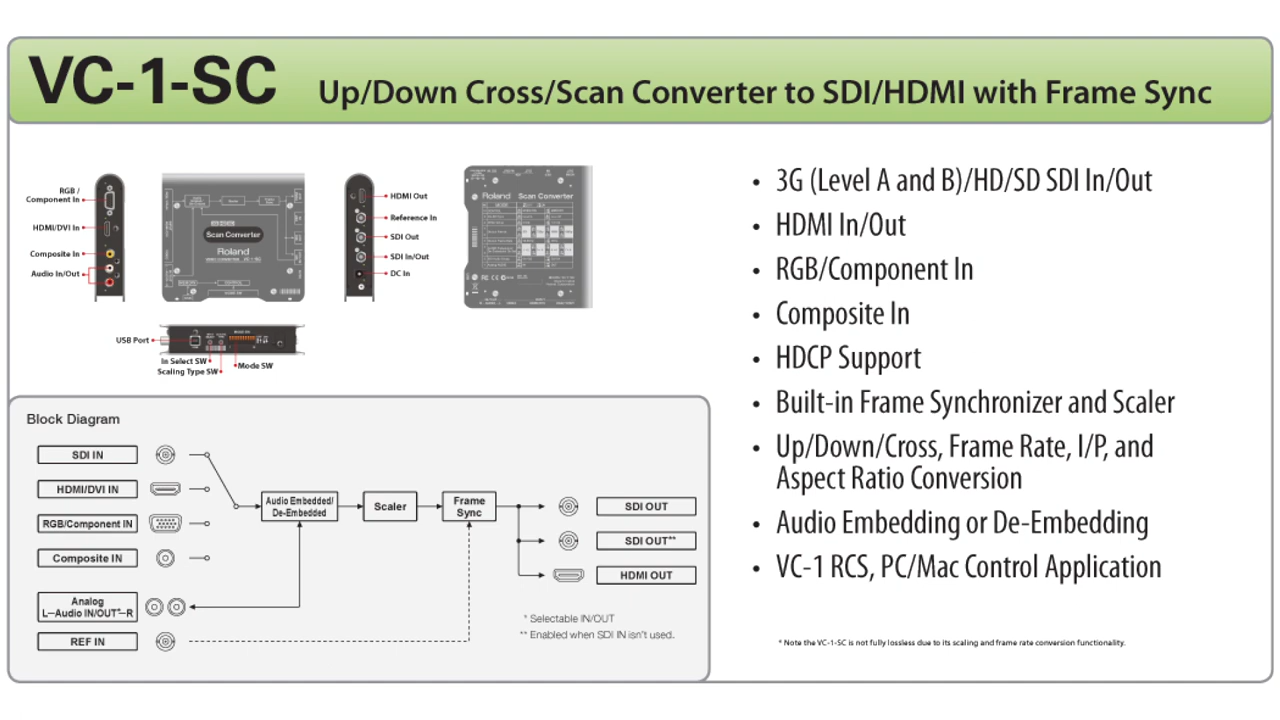 VC-1-SC
Up/Down Cross/Scan Converter to SDI/HDMI with Frame Sync
RGB /
Component In
HDMI/DVI In
Composite In
Audio In/Out
Scan Converter
Roland
HDMI Out
Reference In
SDI Out
SDI In/Out
DC In
Roland Scan Converter
USB Port
In Select SW
Scaling Type SW
Mode SW
Block Diagram
SDI IN
HDMI/DVI IN
RGB/Component IN
Composite IN
Analog
L–Audio IN/OUT*–R
REF IN
Audio Embedded/
De-Embedded
Scaler
Frame
Sync
SDI OUT
SDI OUT**
HDMI OUT
* Selectable IN/OUT
** Enabled when SDI IN isn't used.
• 3G (Level A and B)/HD/SD SDI In/Out
• HDMI In/Out
• RGB/Component In
• Composite In
• HDCP Support
• Built-in Frame Synchronizer and Scaler
• Up/Down/Cross, Frame Rate, I/P, and
Aspect Ratio Conversion
• Audio Embedding or De-Embedding
• VC-1 RCS, PC/Mac Control Application
* Note the VC-1-SC is not fully lossless due to its scaling and frame rate conversion functionality.